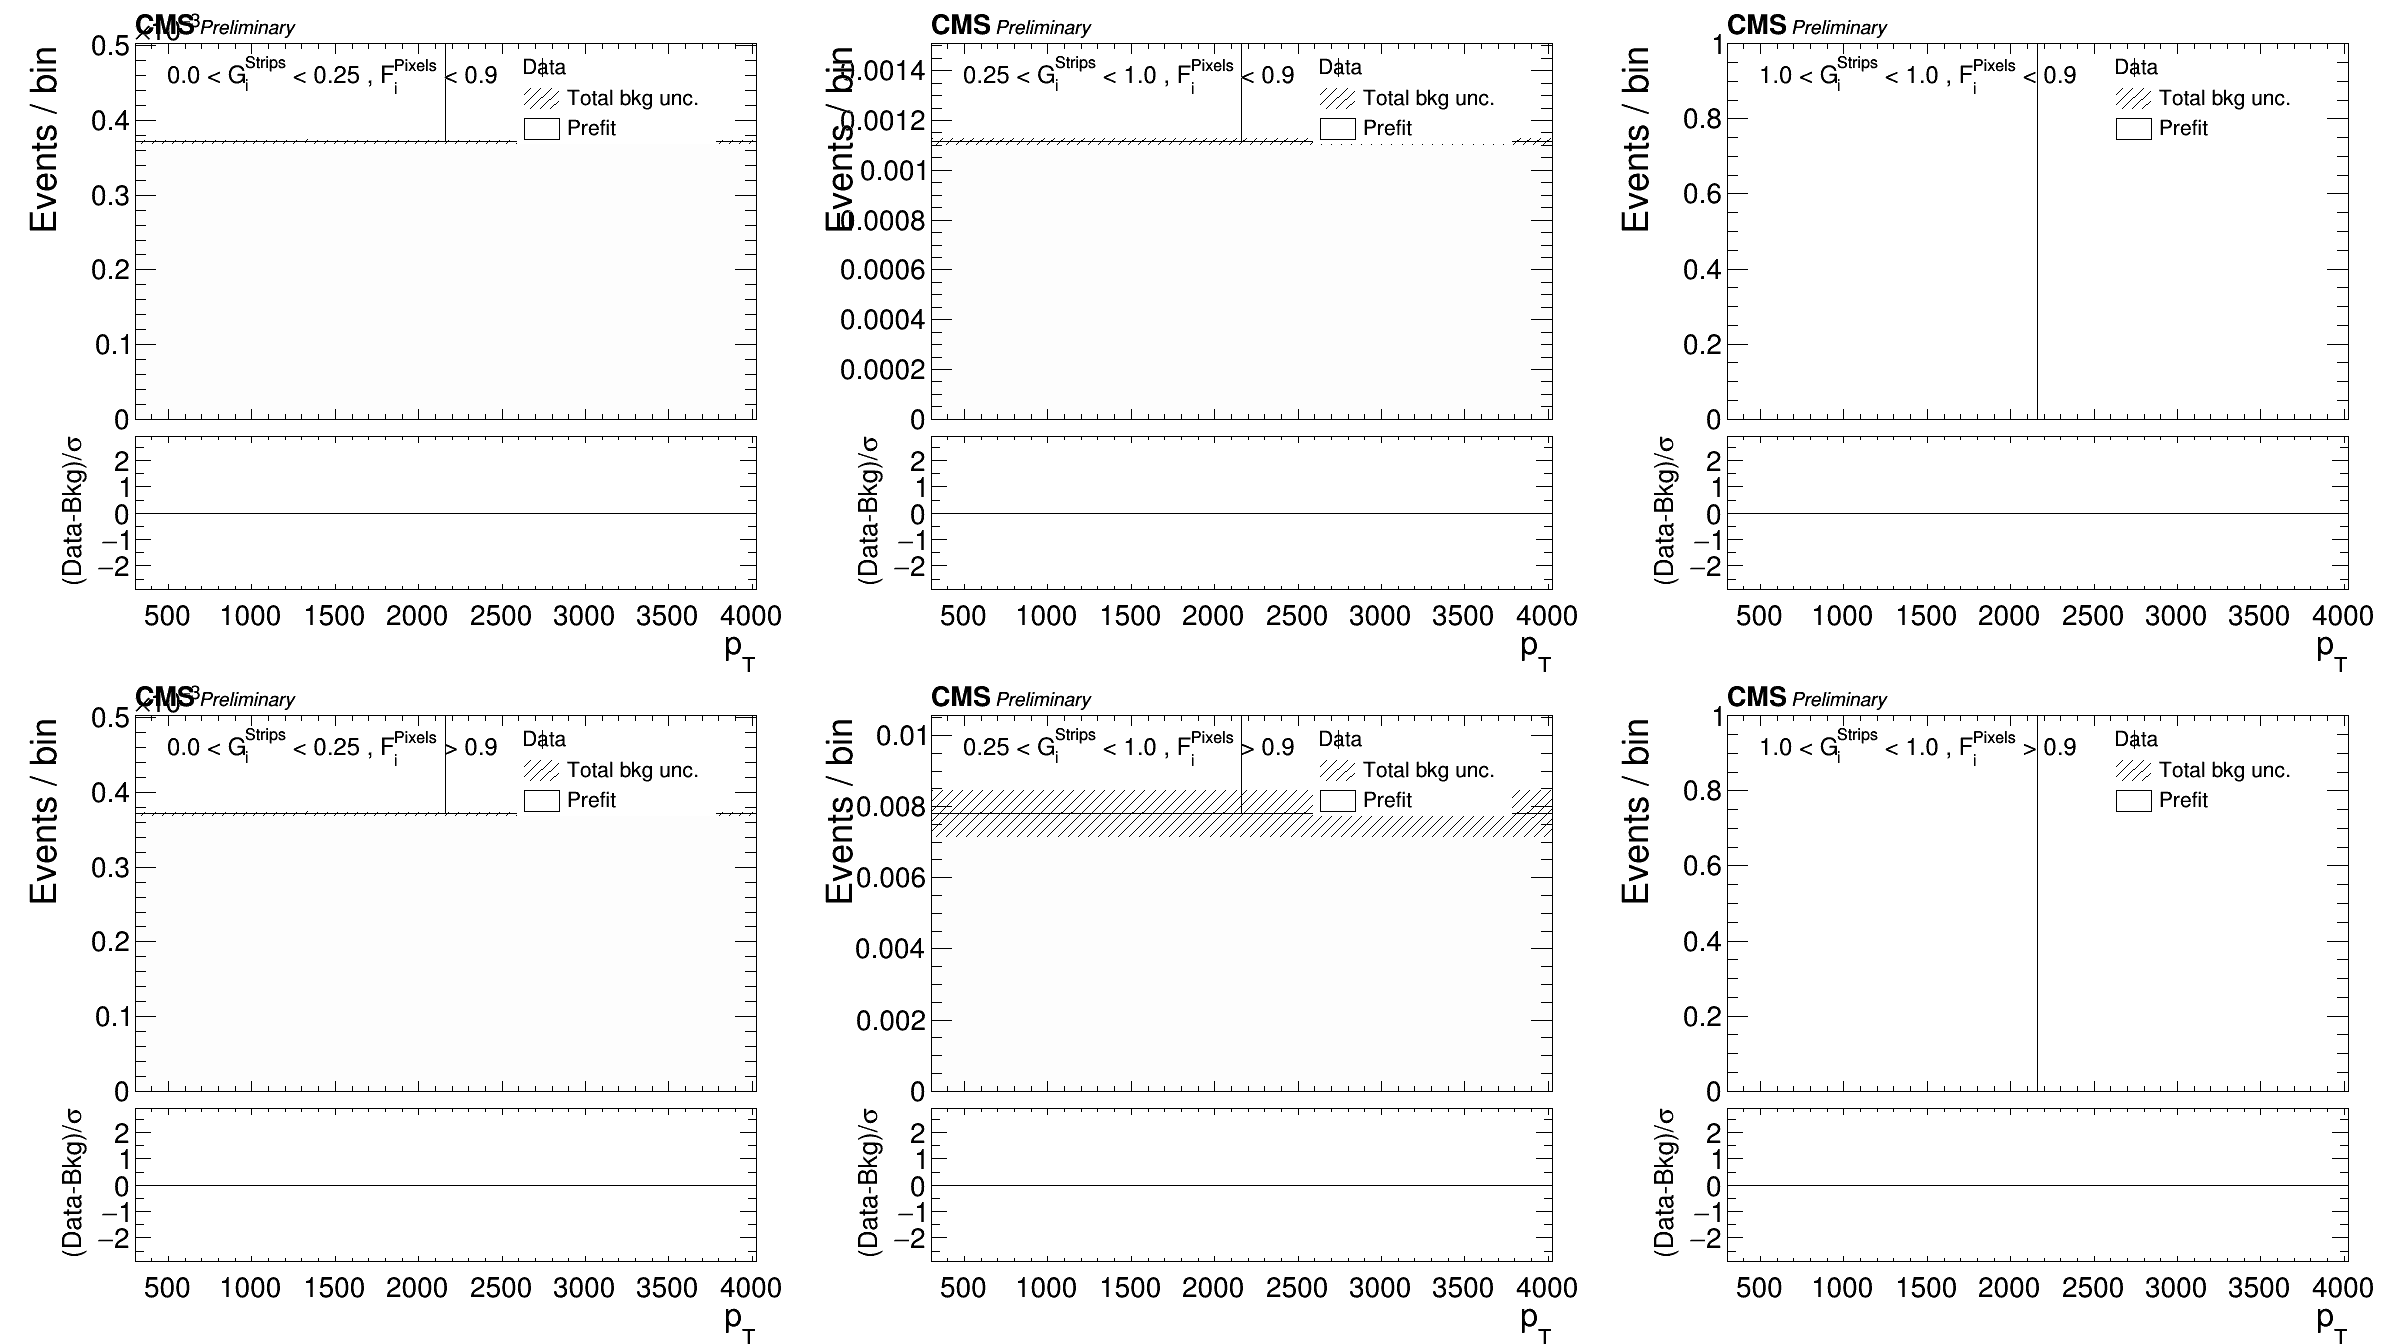 CMS Preliminary
×10⁻³
Events / bin
0.0 < G_i^Strips < 0.25 , F_i^Pixels < 0.9
Data
Total bkg unc.
Prefit
0.5
0.4
0.3
0.2
0.1
0
(Data-Bkg)/σ
2
1
0
−1
−2
500 1000 1500 2000 2500 3000 3500 4000
p_T
CMS Preliminary
Events / bin
0.25 < G_i^Strips < 1.0 , F_i^Pixels < 0.9
Data
Total bkg unc.
Prefit
0.0014
0.0012
0.001
0.0008
0.0006
0.0004
0.0002
0
(Data-Bkg)/σ
2
1
0
−1
−2
500 1000 1500 2000 2500 3000 3500 4000
p_T
CMS Preliminary
Events / bin
1.0 < G_i^Strips < 1.0 , F_i^Pixels < 0.9
Data
Total bkg unc.
Prefit
1
0.8
0.6
0.4
0.2
0
(Data-Bkg)/σ
2
1
0
−1
−2
500 1000 1500 2000 2500 3000 3500 4000
p_T
CMS Preliminary
×10⁻³
Events / bin
0.0 < G_i^Strips < 0.25 , F_i^Pixels > 0.9
Data
Total bkg unc.
Prefit
0.5
0.4
0.3
0.2
0.1
0
(Data-Bkg)/σ
2
1
0
−1
−2
500 1000 1500 2000 2500 3000 3500 4000
p_T
CMS Preliminary
Events / bin
0.25 < G_i^Strips < 1.0 , F_i^Pixels > 0.9
Data
Total bkg unc.
Prefit
0.01
0.008
0.006
0.004
0.002
0
(Data-Bkg)/σ
2
1
0
−1
−2
500 1000 1500 2000 2500 3000 3500 4000
p_T
CMS Preliminary
Events / bin
1.0 < G_i^Strips < 1.0 , F_i^Pixels > 0.9
Data
Total bkg unc.
Prefit
1
0.8
0.6
0.4
0.2
0
(Data-Bkg)/σ
2
1
0
−1
−2
500 1000 1500 2000 2500 3000 3500 4000
p_T